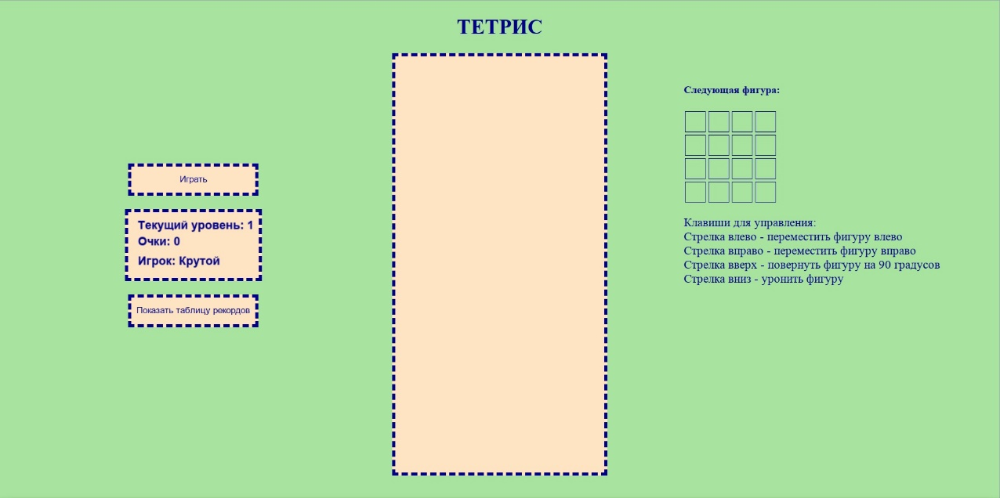 ТЕТРИС
Играть
Текущий уровень: 1
Очки: 0
Игрок: Крутой
Показать таблицу рекордов
Следующая фигура:
Клавиши для управления:
Стрелка влево - переместить фигуру влево
Стрелка вправо - переместить фигуру вправо
Стрелка вверх - повернуть фигуру на 90 градусов
Стрелка вниз - уронить фигуру